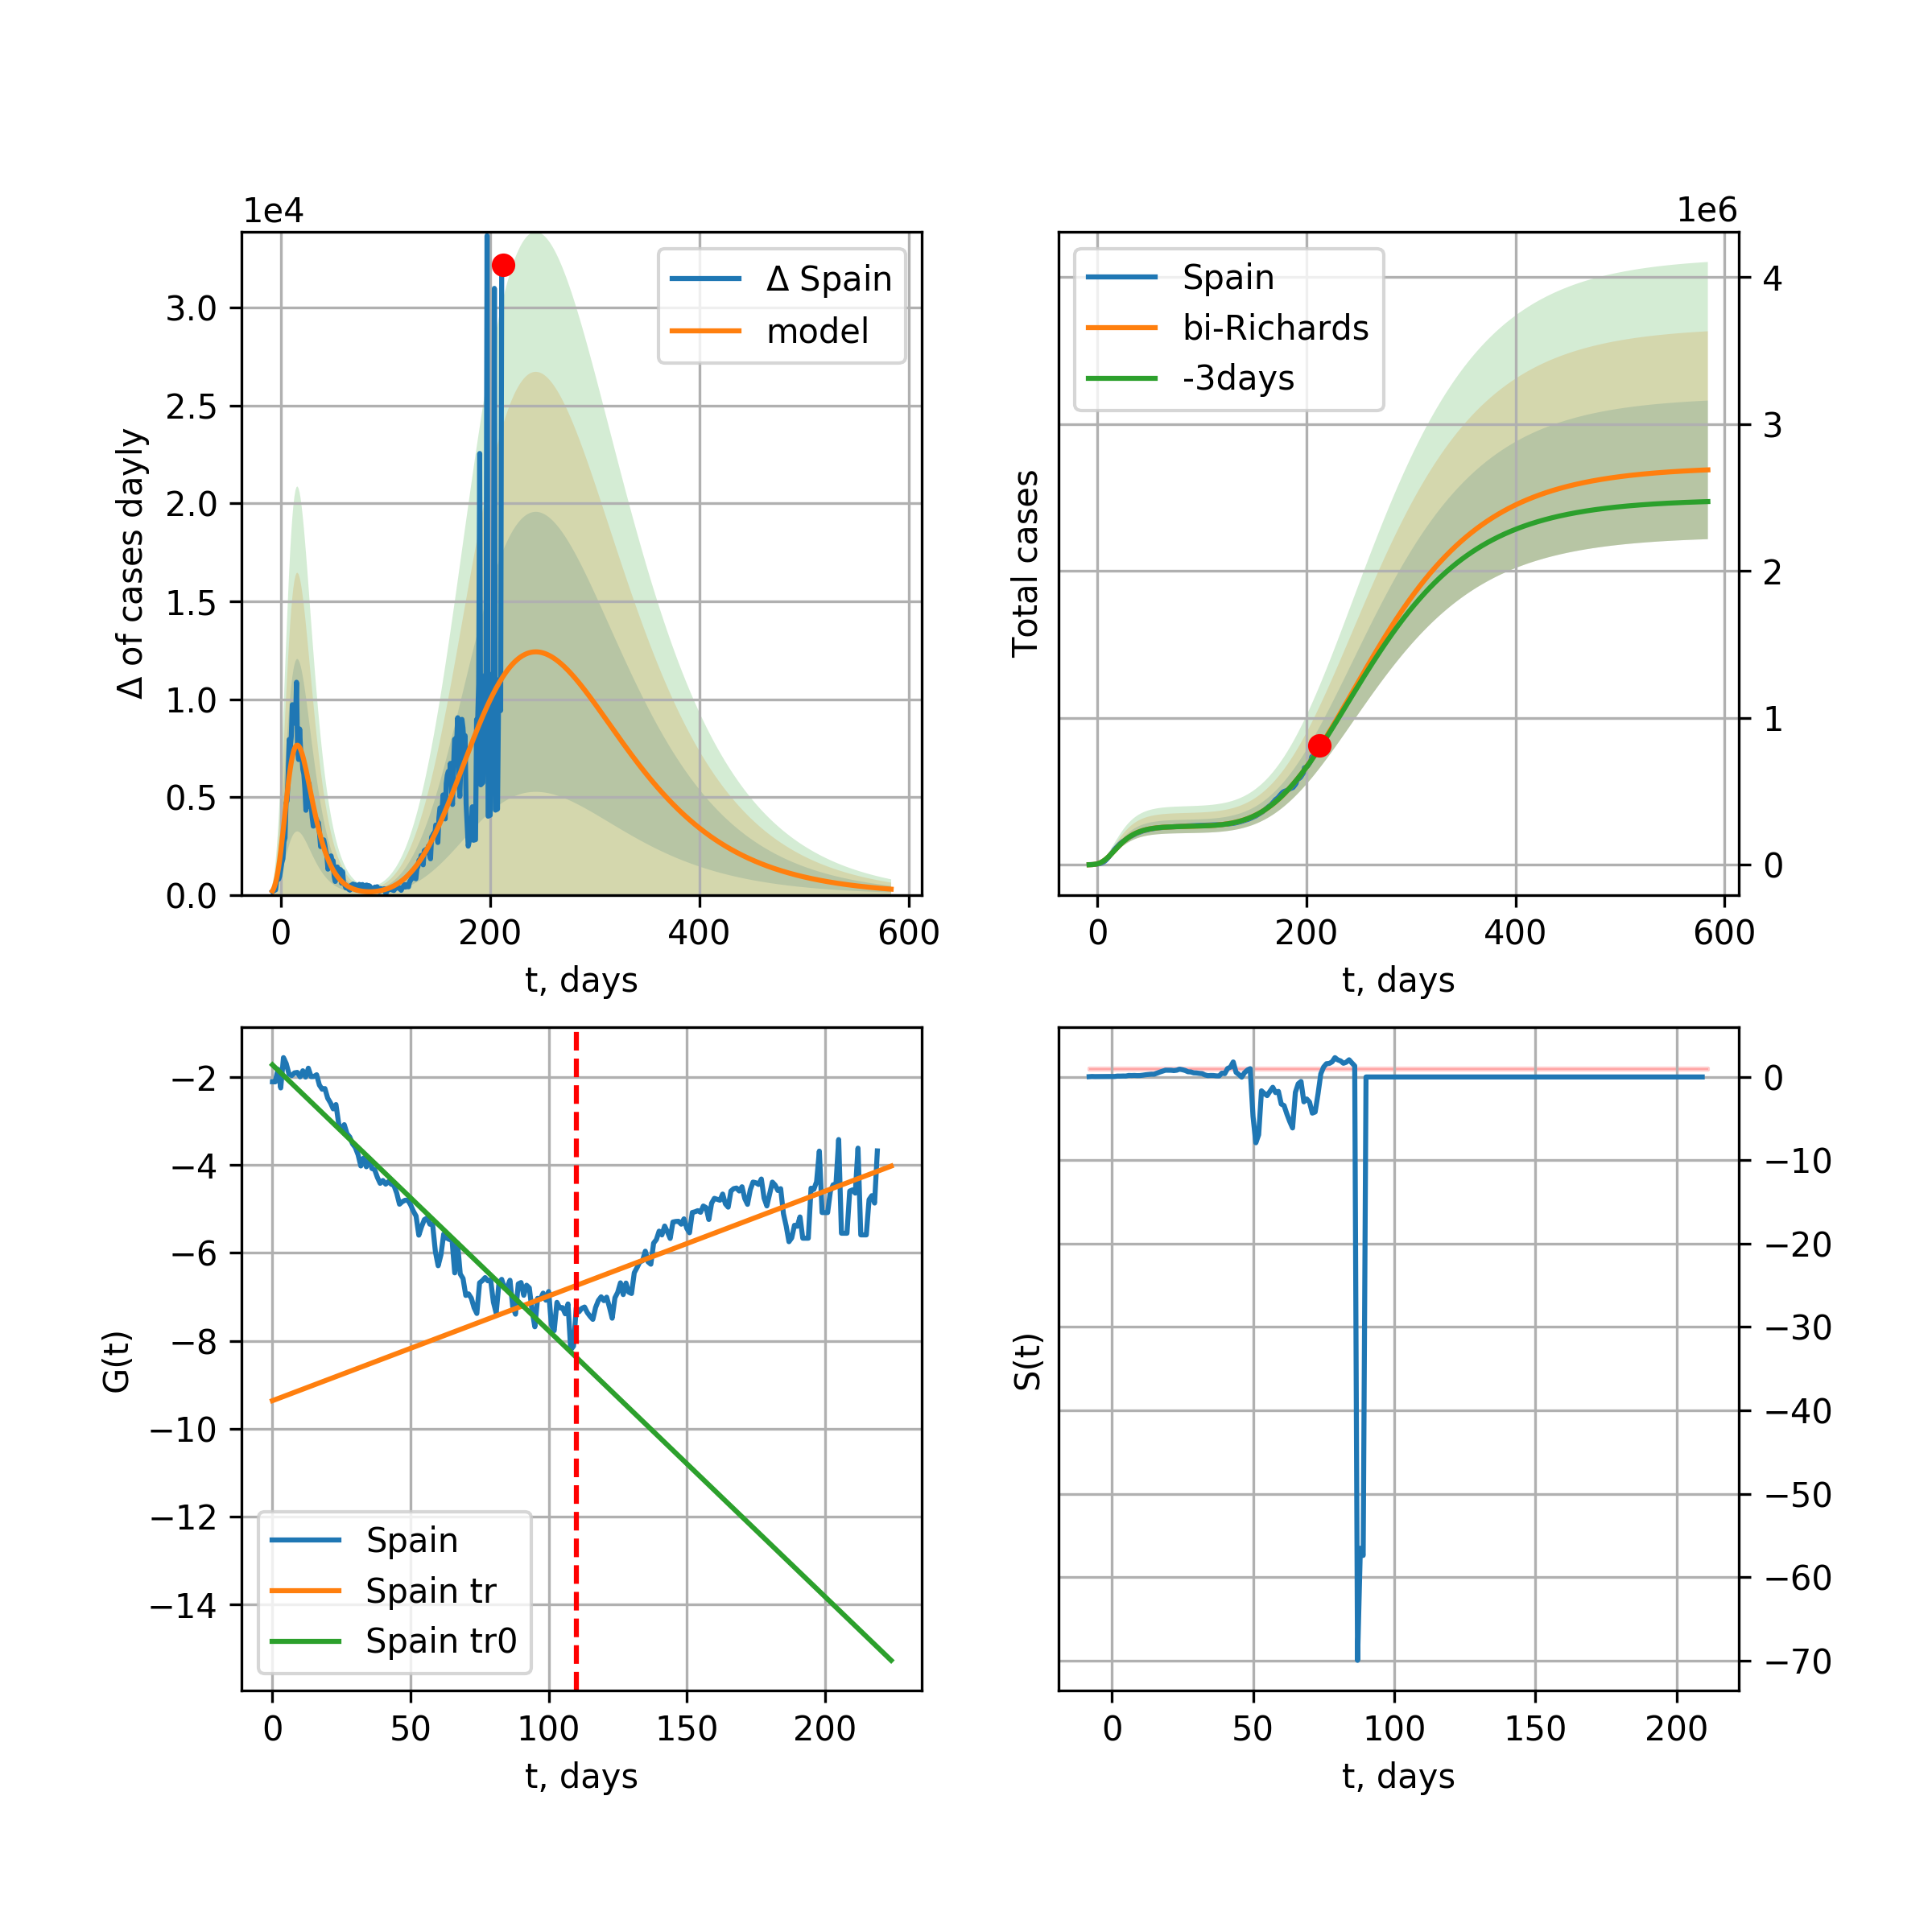 1e4
Δ of cases dayly
3.0
2.5
2.0
1.5
1.0
0.5
0.0
0 200 400 600
t, days
Δ Spain
model
1e6
Total cases
4
3
2
1
0
0 200 400 600
t, days
Spain
bi-Richards
-3days
G(t)
−2
−4
−6
−8
−10
−12
−14
0 50 100 150 200
t, days
Spain
Spain tr
Spain tr0
S(t)
0
−10
−20
−30
−40
−50
−60
−70
0 50 100 150 200
t, days